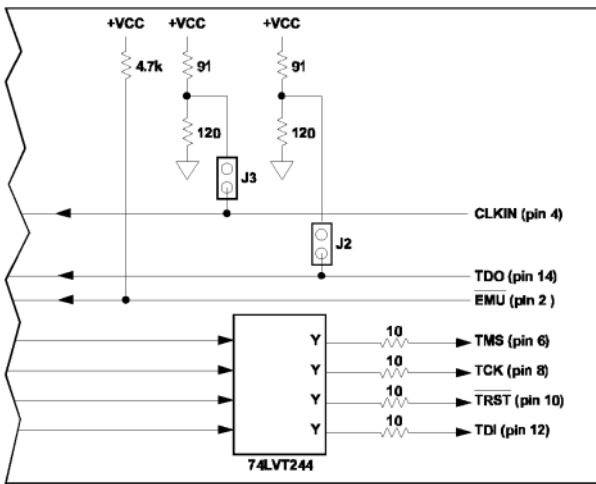 +VCC +VCC +VCC
4.7k 91 91
120 120
J3
CLKIN (pin 4)
J2
TDO (pin 14)
EMU (pin 2 )
10
Y TMS (pin 6)
10
Y TCK (pin 8)
10
Y TRST (pin 10)
10
Y TDI (pin 12)
74LVT244